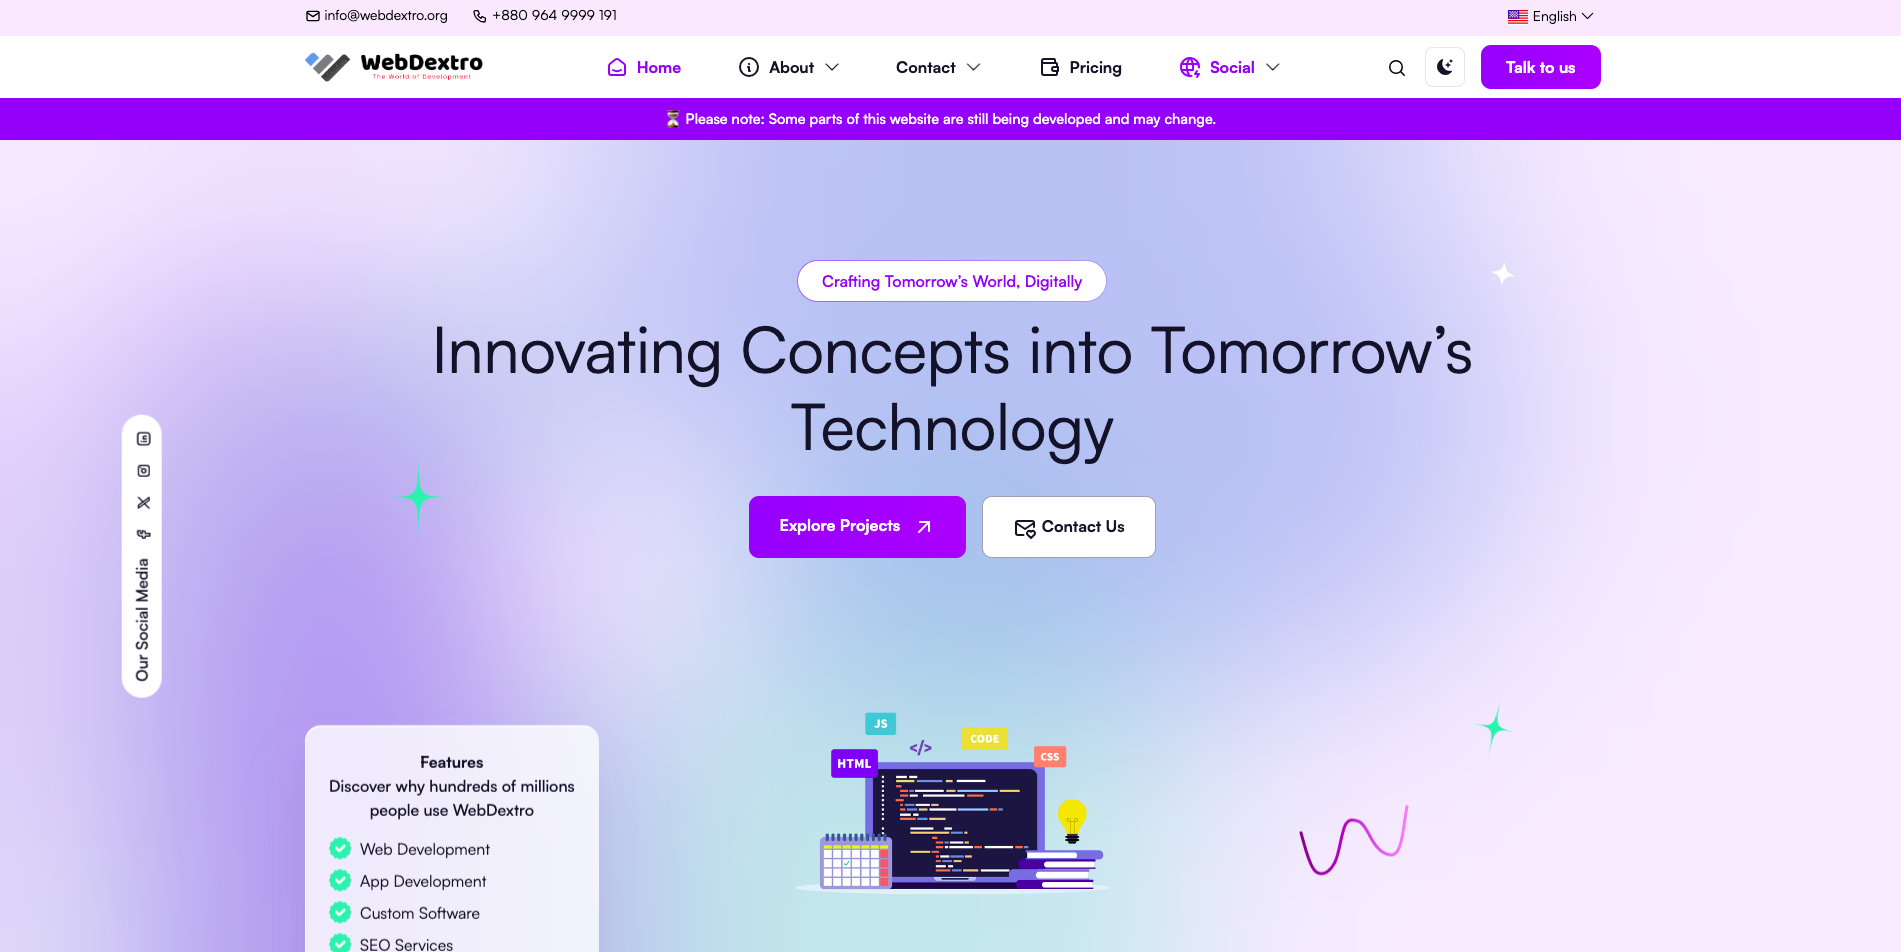 info@webdextro.org
+880 964 9999 191
English
WebDextro
The World of Development
Home
About
Contact
Pricing
Social
Talk to us
Please note: Some parts of this website are still being developed and may change.
Crafting Tomorrow’s World, Digitally
Innovating Concepts into Tomorrow’s
Technology
Explore Projects
Contact Us
Our Social Media
Features
Discover why hundreds of millions
people use WebDextro
Web Development
App Development
Custom Software
SEO Services
JS
</>
CODE
HTML
CSS